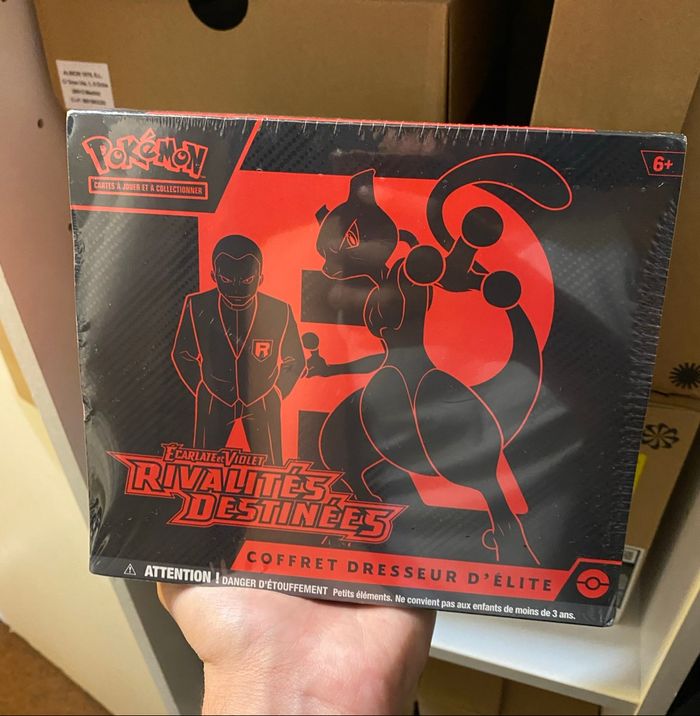 POKéMON
CARTES À JOUER ET À COLLECTIONNER
6+
R
ÉCARLATE ET VIOLET
RIVALITÉS
DESTINÉES
COFFRET DRESSEUR D'ÉLITE
ATTENTION ! DANGER D'ÉTOUFFEMENT Petits éléments. Ne convient pas aux enfants de moins de 3 ans.